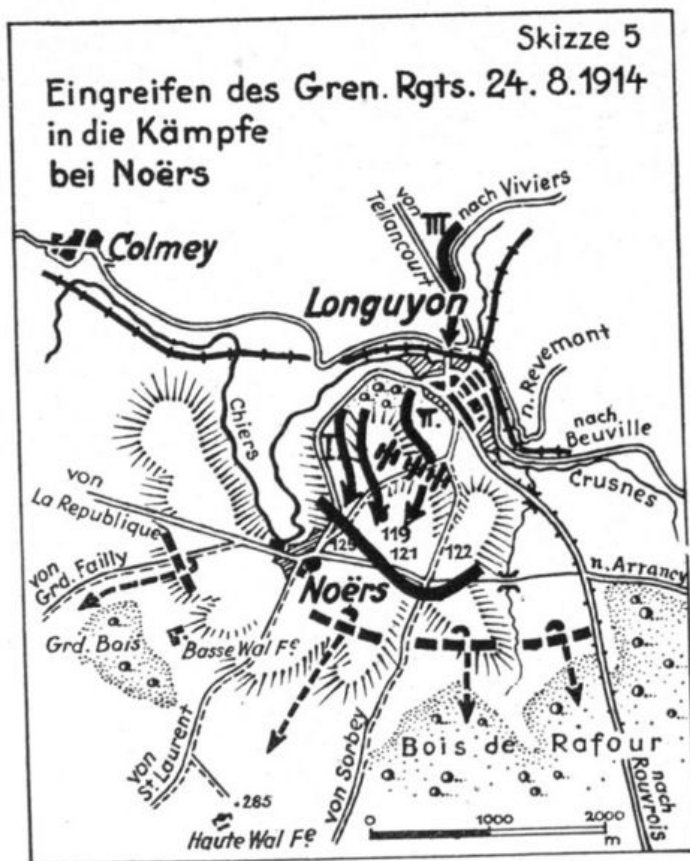 Skizze 5
Eingreifen des Gren. Rgts. 24. 8. 1914
in die Kämpfe
bei Noërs
von
Tellancourt
III
nach Viviers
Colmey
Longuyon
n. Revemant
nach
Beuville
Crusnes
Chiers
II.
von
La Republique
119
125
121
122
n. Arrancy
von
Grd. Failly
Noërs
Grd. Bois
Basse Wal Fe
Bois de Rafour
von
St Laurent
von Sorbey
nach
Rouvrois
285
Haute Wal Fe
0 1000 2000
m